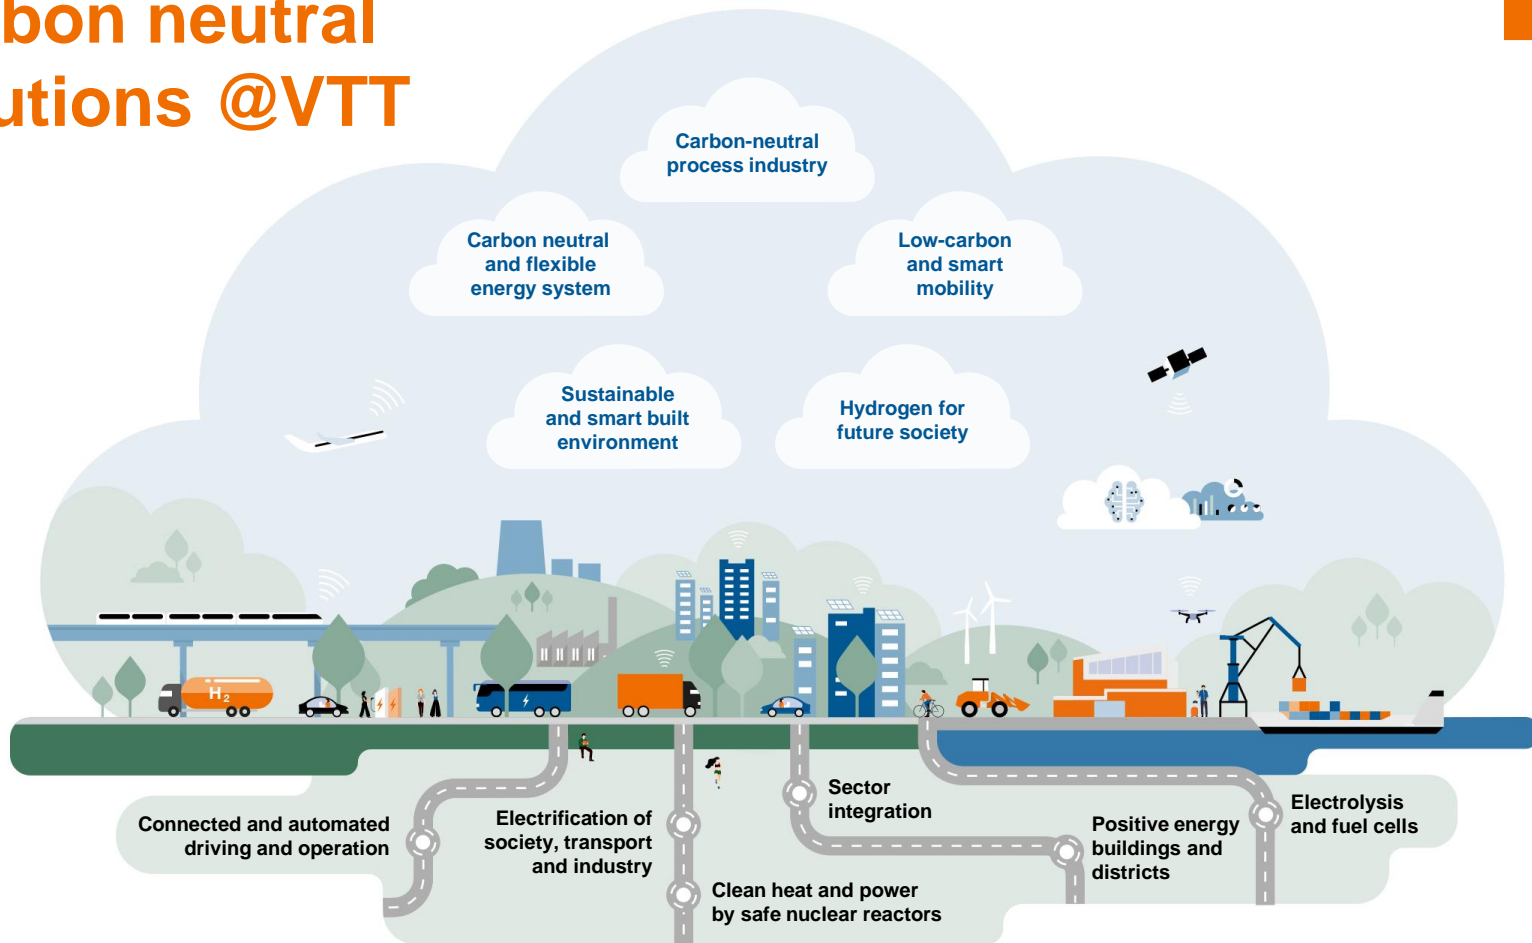 bon neutral
utions @VTT
Carbon-neutral
process industry
Carbon neutral
and flexible
energy system
Low-carbon
and smart
mobility
Sustainable
and smart built
environment
Hydrogen for
future society
H2
Connected and automated
driving and operation
Electrification of
society, transport
and industry
Clean heat and power
by safe nuclear reactors
Sector
integration
Positive energy
buildings and
districts
Electrolysis
and fuel cells